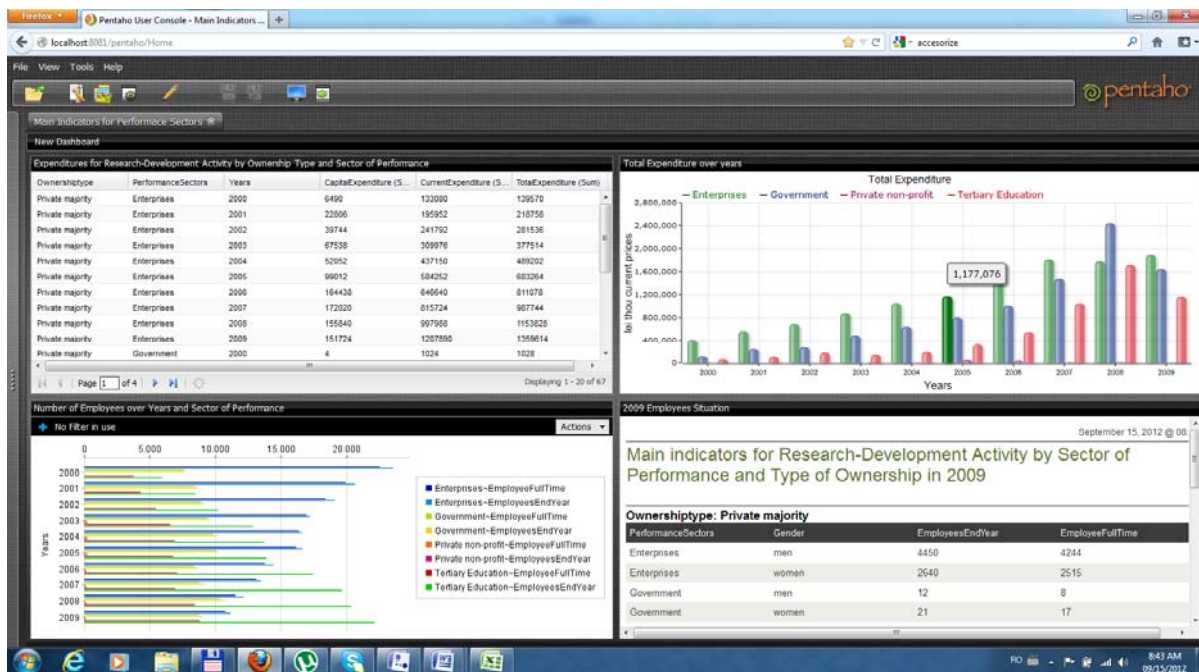 Firefox
Pentaho User Console - Main Indicators ...
localhost:8081/pentaho/Home
accesorize
File View Tools Help
pentaho
Main Indicators for Performace Sectors
New Dashboard
Expenditures for Research-Development Activity by Ownership Type and Sector of Performance
Ownershiptype PerformanceSectors Years CapitalExpenditure (S... CurrentExpenditure (S... TotalExpenditure (Sum)
Private majority Enterprises 2000 6490 133080 139570
Private majority Enterprises 2001 22806 195952 218758
Private majority Enterprises 2002 39744 241792 281536
Private majority Enterprises 2003 67538 309976 377514
Private majority Enterprises 2004 52052 437150 489202
Private majority Enterprises 2005 99012 584252 683264
Private majority Enterprises 2006 164438 646640 811078
Private majority Enterprises 2007 172020 815724 987744
Private majority Enterprises 2008 155840 997988 1153828
Private majority Enterprises 2009 151724 1207890 1359614
Private majority Government 2000 4 1024 1028
Page 1 of 4
Displaying 1 - 20 of 67
Total Expenditure over years
Total Expenditure
Enterprises Government Private non-profit Tertiary Education
lei thou current prices
2,800,000
2,400,000
2,000,000
1,600,000
1,200,000
800,000
400,000
0
1,177,076
2000 2001 2002 2003 2004 2005 2006 2007 2008 2009
Years
Number of Employees over Years and Sector of Performance
No Filter in use
Actions
0 5.000 10.000 15.000 20.000
Years
2000
2001
2002
2003
2004
2005
2006
2007
2008
2009
Enterprises~EmployeeFullTime
Enterprises~EmployeesEndYear
Government~EmployeeFullTime
Government~EmployeesEndYear
Private non-profit~EmployeeFullTime
Private non-profit~EmployeesEndYear
Tertiary Education~EmployeeFullTime
Tertiary Education~EmployeesEndYear
2009 Employees Situation
September 15, 2012 @ 08:
Main indicators for Research-Development Activity by Sector of
Performance and Type of Ownership in 2009
Ownershiptype: Private majority
PerformanceSectors Gender EmployeesEndYear EmployeeFullTime
Enterprises men 4450 4244
Enterprises women 2640 2515
Government men 12 8
Government women 21 17
RO
8:43 AM
09/15/2012